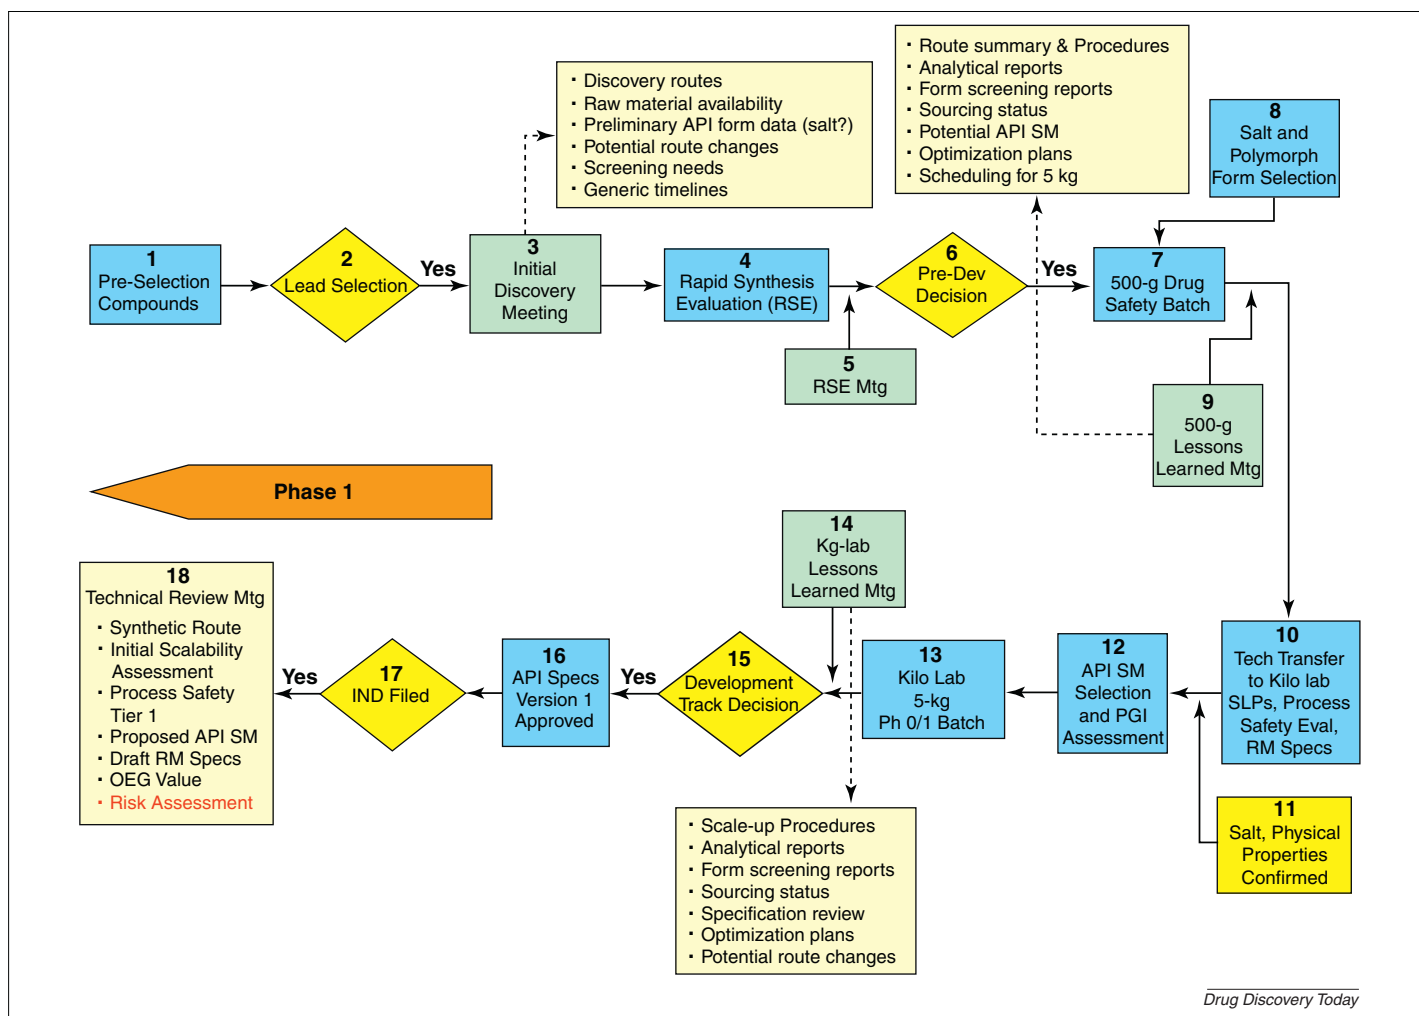 · Route summary & Procedures
· Analytical reports
· Form screening reports
· Sourcing status
· Potential API SM
· Optimization plans
· Scheduling for 5 kg
· Discovery routes
· Raw material availability
· Preliminary API form data (salt?)
· Potential route changes
· Screening needs
· Generic timelines
8
Salt and
Polymorph
Form Selection
1
Pre-Selection
Compounds
2
Lead Selection
Yes
3
Initial
Discovery
Meeting
4
Rapid Synthesis
Evaluation (RSE)
5
RSE Mtg
6
Pre-Dev
Decision
Yes
7
500-g Drug
Safety Batch
9
500-g
Lessons
Learned Mtg
Phase 1
10
Tech Transfer
to Kilo lab
SLPs, Process
Safety Eval,
RM Specs
11
Salt, Physical
Properties
Confirmed
12
API SM
Selection
and PGI
Assessment
13
Kilo Lab
5-kg
Ph 0/1 Batch
14
Kg-lab
Lessons
Learned Mtg
15
Development
Track Decision
Yes
16
API Specs
Version 1
Approved
17
IND Filed
Yes
18
Technical Review Mtg
· Synthetic Route
· Initial Scalability
Assessment
· Process Safety
Tier 1
· Proposed API SM
· Draft RM Specs
· OEG Value
· Risk Assessment
· Scale-up Procedures
· Analytical reports
· Form screening reports
· Sourcing status
· Specification review
· Optimization plans
· Potential route changes
Drug Discovery Today